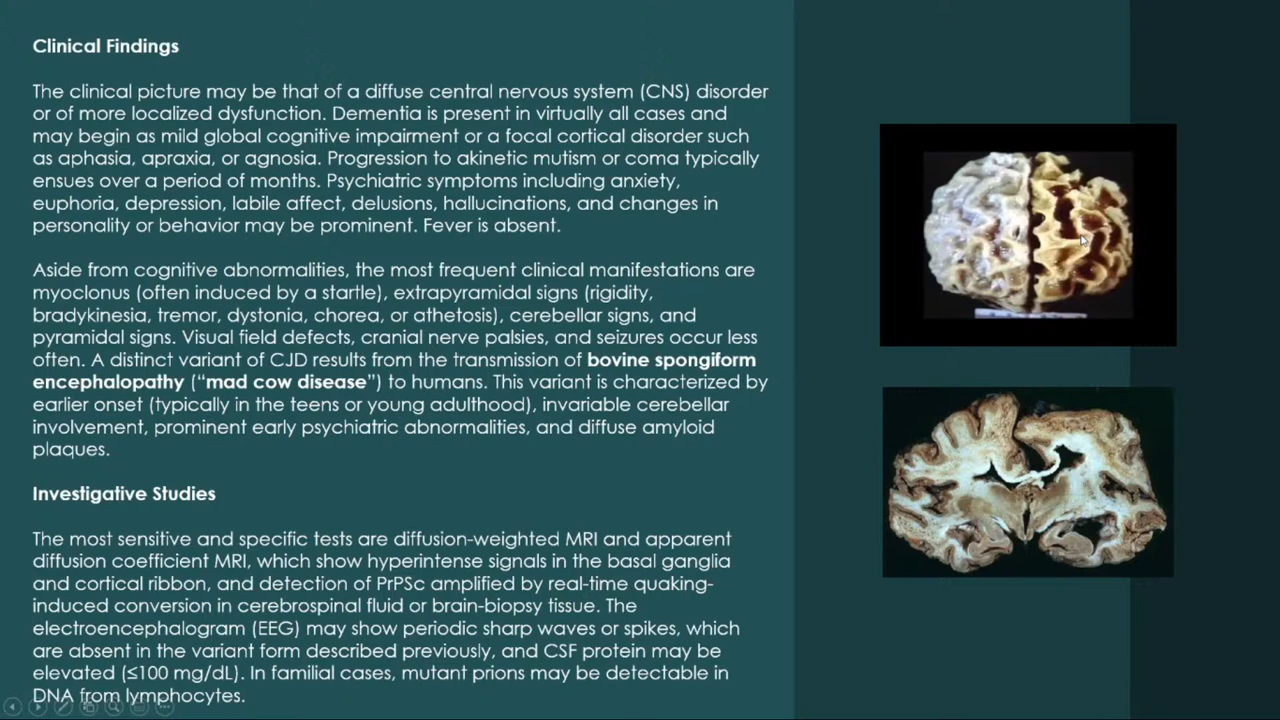 Clinical Findings
The clinical picture may be that of a diffuse central nervous system (CNS) disorder
or of more localized dysfunction. Dementia is present in virtually all cases and
may begin as mild global cognitive impairment or a focal cortical disorder such
as aphasia, apraxia, or agnosia. Progression to akinetic mutism or coma typically
ensues over a period of months. Psychiatric symptoms including anxiety,
euphoria, depression, labile affect, delusions, hallucinations, and changes in
personality or behavior may be prominent. Fever is absent.
Aside from cognitive abnormalities, the most frequent clinical manifestations are
myoclonus (often induced by a startle), extrapyramidal signs (rigidity,
bradykinesia, tremor, dystonia, chorea, or athetosis), cerebellar signs, and
pyramidal signs. Visual field defects, cranial nerve palsies, and seizures occur less
often. A distinct variant of CJD results from the transmission of bovine spongiform
encephalopathy (“mad cow disease”) to humans. This variant is characterized by
earlier onset (typically in the teens or young adulthood), invariable cerebellar
involvement, prominent early psychiatric abnormalities, and diffuse amyloid
plaques.
Investigative Studies
The most sensitive and specific tests are diffusion-weighted MRI and apparent
diffusion coefficient MRI, which show hyperintense signals in the basal ganglia
and cortical ribbon, and detection of PrPSc amplified by real-time quaking-
induced conversion in cerebrospinal fluid or brain-biopsy tissue. The
electroencephalogram (EEG) may show periodic sharp waves or spikes, which
are absent in the variant form described previously, and CSF protein may be
elevated (≤100 mg/dL). In familial cases, mutant prions may be detectable in
DNA from lymphocytes.